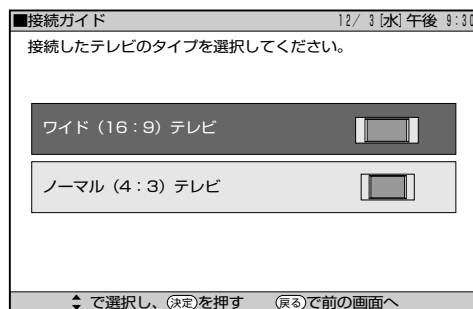 ■接続ガイド 12/ 3[水]午後 9:30
接続したテレビのタイプを選択してください。
ワイド（16：9）テレビ
ノーマル（4：3）テレビ
で選択し、決定を押す 戻るで前の画面へ